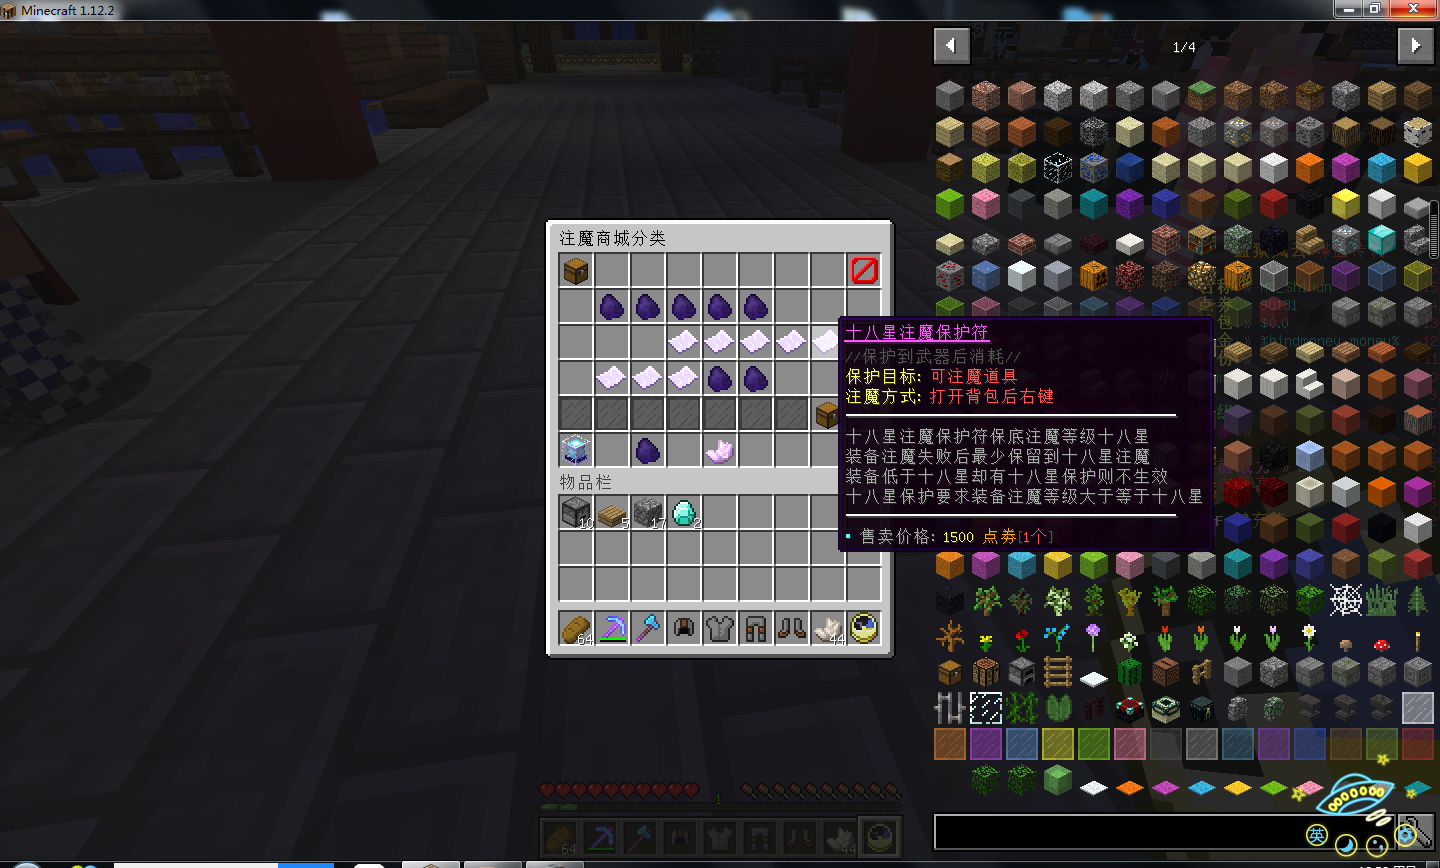 Minecraft 1.12.2
1/4
注魔商城分类
十八星注魔保护符
//保护到武器后消耗//
保护目标: 可注魔道具
注魔方式: 打开背包后右键
十八星注魔保护符保底注魔等级十八星
装备注魔失败后最少保留到十八星注魔
装备低于十八星却有十八星保护则不生效
十八星保护要求装备注魔等级大于等于十八星
售卖价格: 1500 点券[1个]
物品栏
10 5 17 2
64 44
1
64 44
英